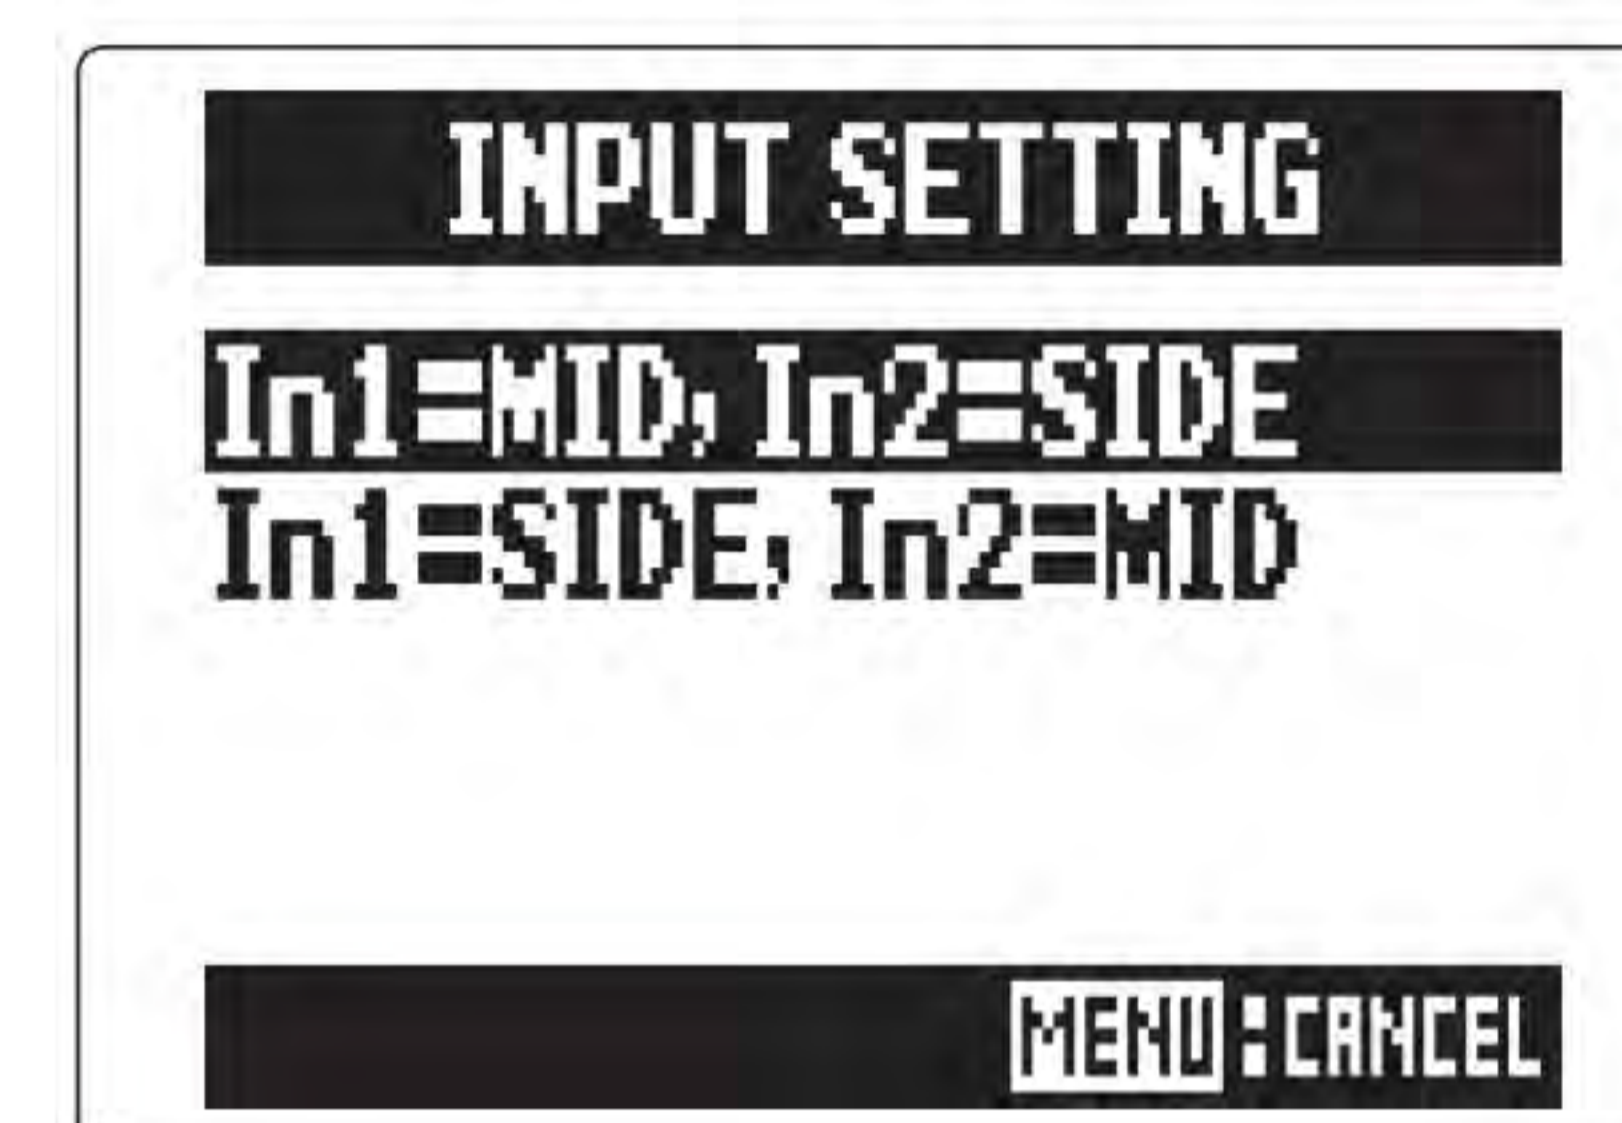 INPUT SETTING
In1=MID, In2=SIDE
In1=SIDE, In2=MID
MENU:CANCEL